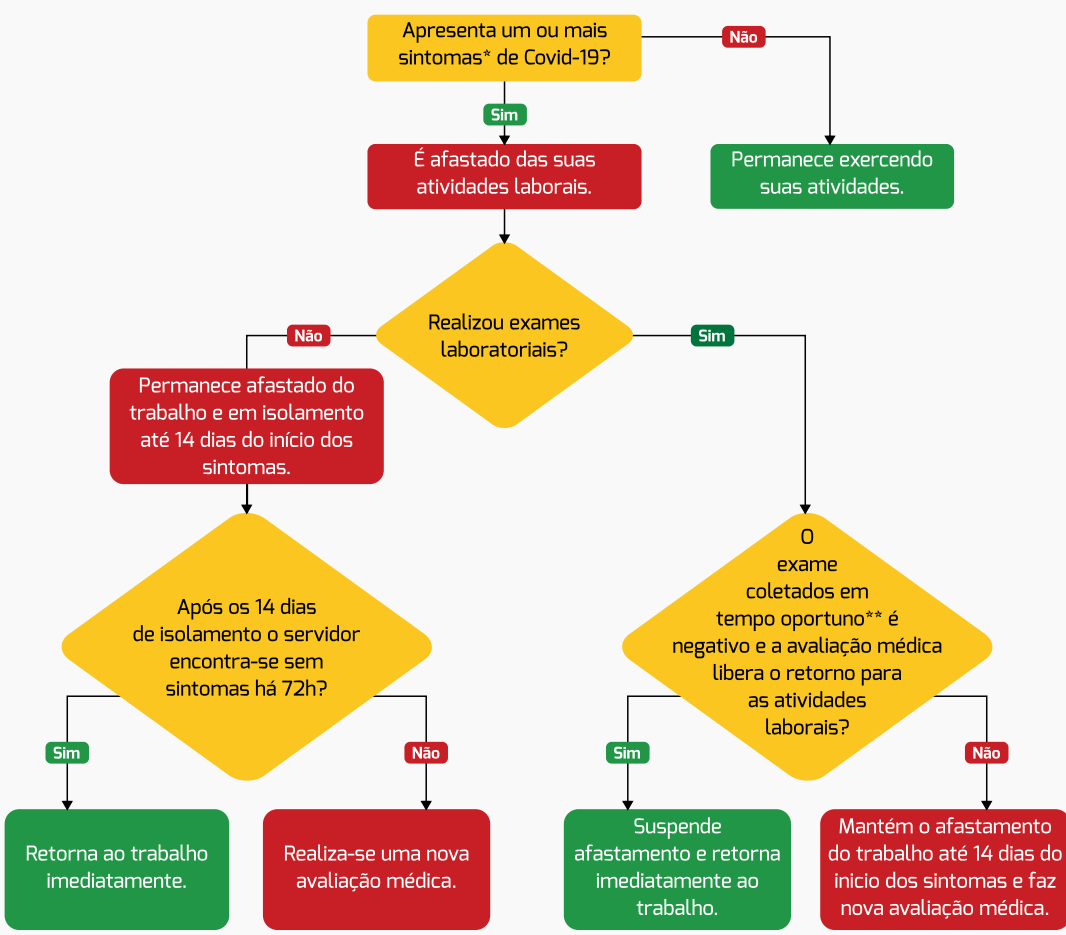 Apresenta um ou mais
sintomas* de Covid-19?
Não
Sim
É afastado das suas
atividades laborais.
Permanece exercendo
suas atividades.
Realizou exames
laboratoriais?
Não
Sim
Permanece afastado do
trabalho e em isolamento
até 14 dias do início dos
sintomas.
Após os 14 dias
de isolamento o servidor
encontra-se sem
sintomas há 72h?
O
exame
coletados em
tempo oportuno** é
negativo e a avaliação médica
libera o retorno para
as atividades
laborais?
Sim
Não
Sim
Não
Retorna ao trabalho
imediatamente.
Realiza-se uma nova
avaliação médica.
Suspende
afastamento e retorna
imediatamente ao
trabalho.
Mantém o afastamento
do trabalho até 14 dias do
inicio dos sintomas e faz
nova avaliação médica.